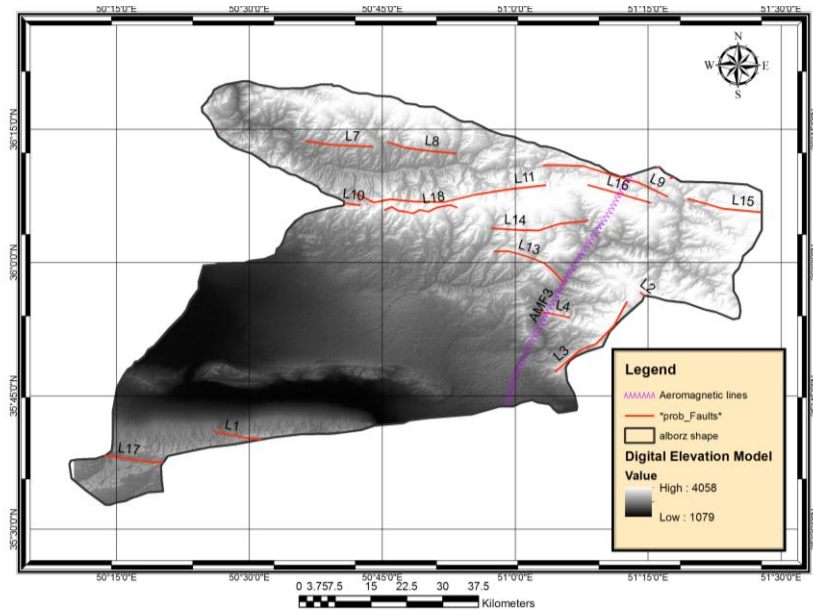 50°15'0"E 50°30'0"E 50°45'0"E 51°0'0"E 51°15'0"E 51°30'0"E
N
W E
S
36°15'0"N
L7 L8
L11 L16 L9
L10 L18 L15
L14
36°0'0"N
L13
L2
AMF3 L4
L3
35°45'0"N
L1
L17
35°30'0"N
Legend
Aeromagnetic lines
*prob_Faults*
alborz shape
Digital Elevation Model
Value
High : 4058
Low : 1079
50°15'0"E 50°30'0"E 50°45'0"E 51°0'0"E 51°15'0"E 51°30'0"E
0 3.757.5 15 22.5 30 37.5
Kilometers